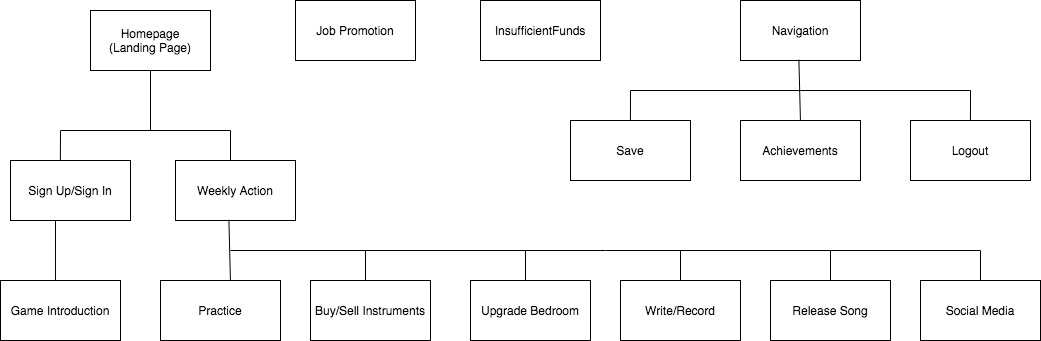 Homepage
(Landing Page)
Job Promotion
InsufficientFunds
Navigation
Save
Achievements
Logout
Sign Up/Sign In
Weekly Action
Game Introduction
Practice
Buy/Sell Instruments
Upgrade Bedroom
Write/Record
Release Song
Social Media